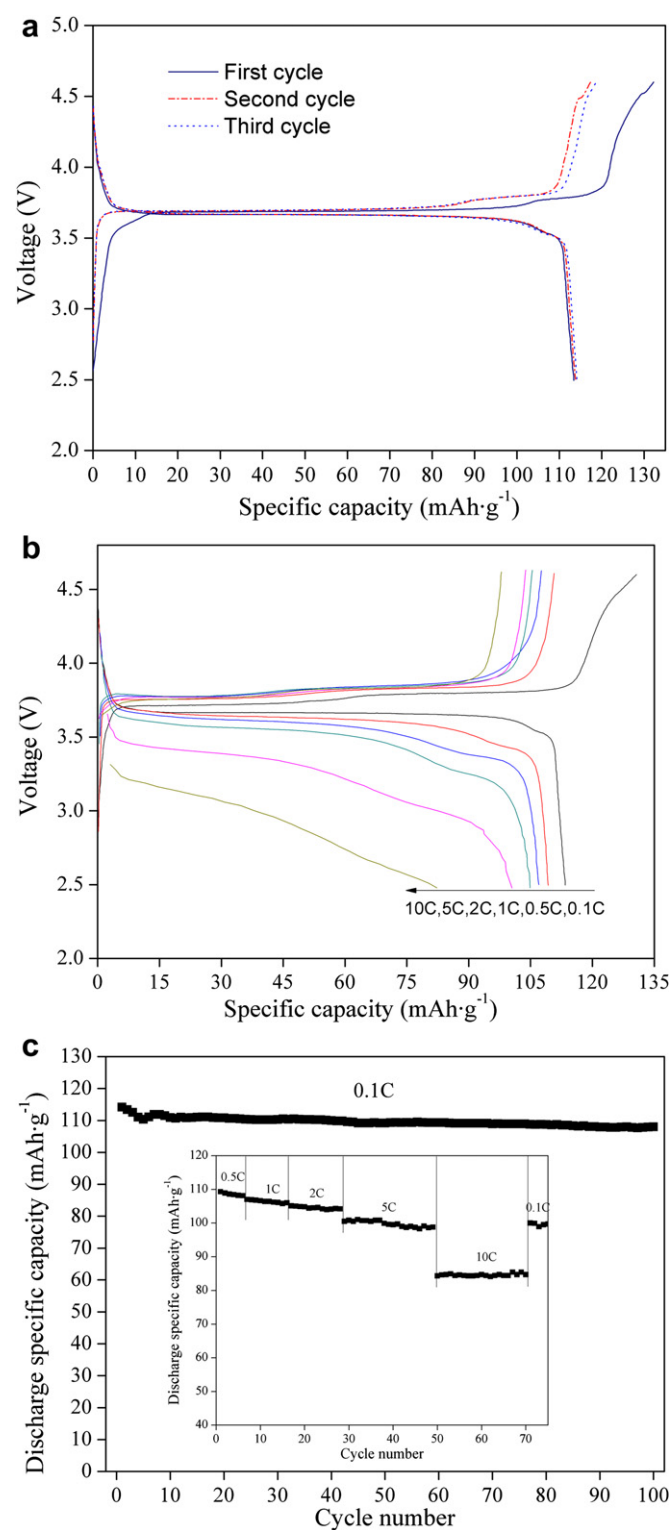 a
5.0
4.5
4.0
3.5
3.0
2.5
2.0
Voltage (V)
First cycle
Second cycle
Third cycle
0 10 20 30 40 50 60 70 80 90 100 110 120 130
Specific capacity (mAh·g⁻¹)
b
4.5
4.0
3.5
3.0
2.5
2.0
Voltage (V)
10C,5C,2C,1C,0.5C,0.1C
0 15 30 45 60 75 90 105 120 135
Specific capacity (mAh·g⁻¹)
c
130
120
110
100
90
80
70
60
50
40
30
20
10
0
Discharge specific capacity (mAh·g⁻¹)
0.1C
120
110
100
90
80
70
60
50
40
Discharge specific capacity (mAh·g⁻¹)
0.5C 1C 2C 5C 10C 0.1C
0 10 20 30 40 50 60 70
Cycle number
0 10 20 30 40 50 60 70 80 90 100
Cycle number